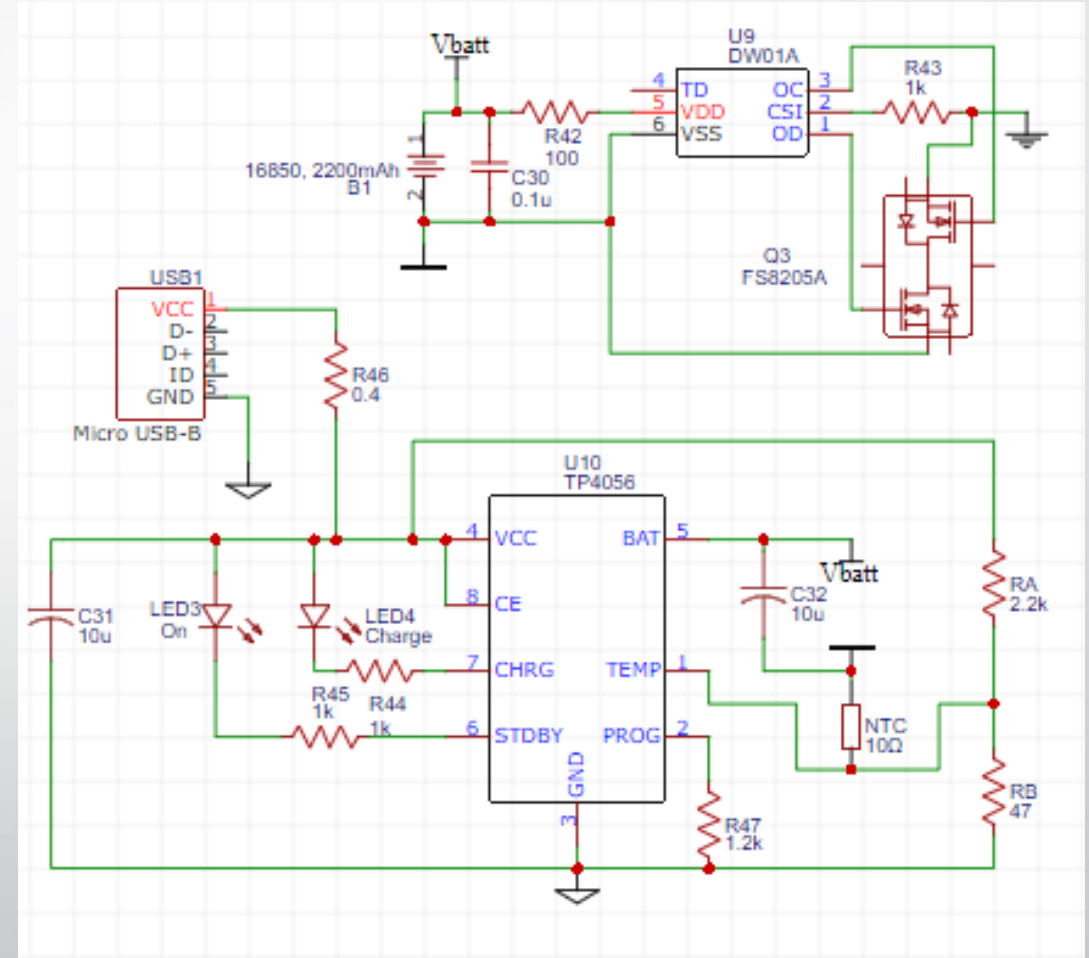 Vbatt
U9
DW01A
4 TD
5 VDD
6 VSS
OC 3
CSI 2
OD 1
R43
1k
R42
100
1
2
16850, 2200mAh
B1
C30
0.1u
Q3
FS8205A
USB1
VCC 1
D- 2
D+ 3
ID 4
GND 5
Micro USB-B
R46
0.4
U10
TP4056
4 VCC
8 CE
7 CHRG
6 STDBY
GND
3
BAT 5
TEMP 1
PROG 2
C31
10u
LED3
On
LED4
Charge
R45
1k
R44
1k
C32
10u
Vbatt
NTC
10Ω
RA
2.2k
RB
47
R47
1.2k